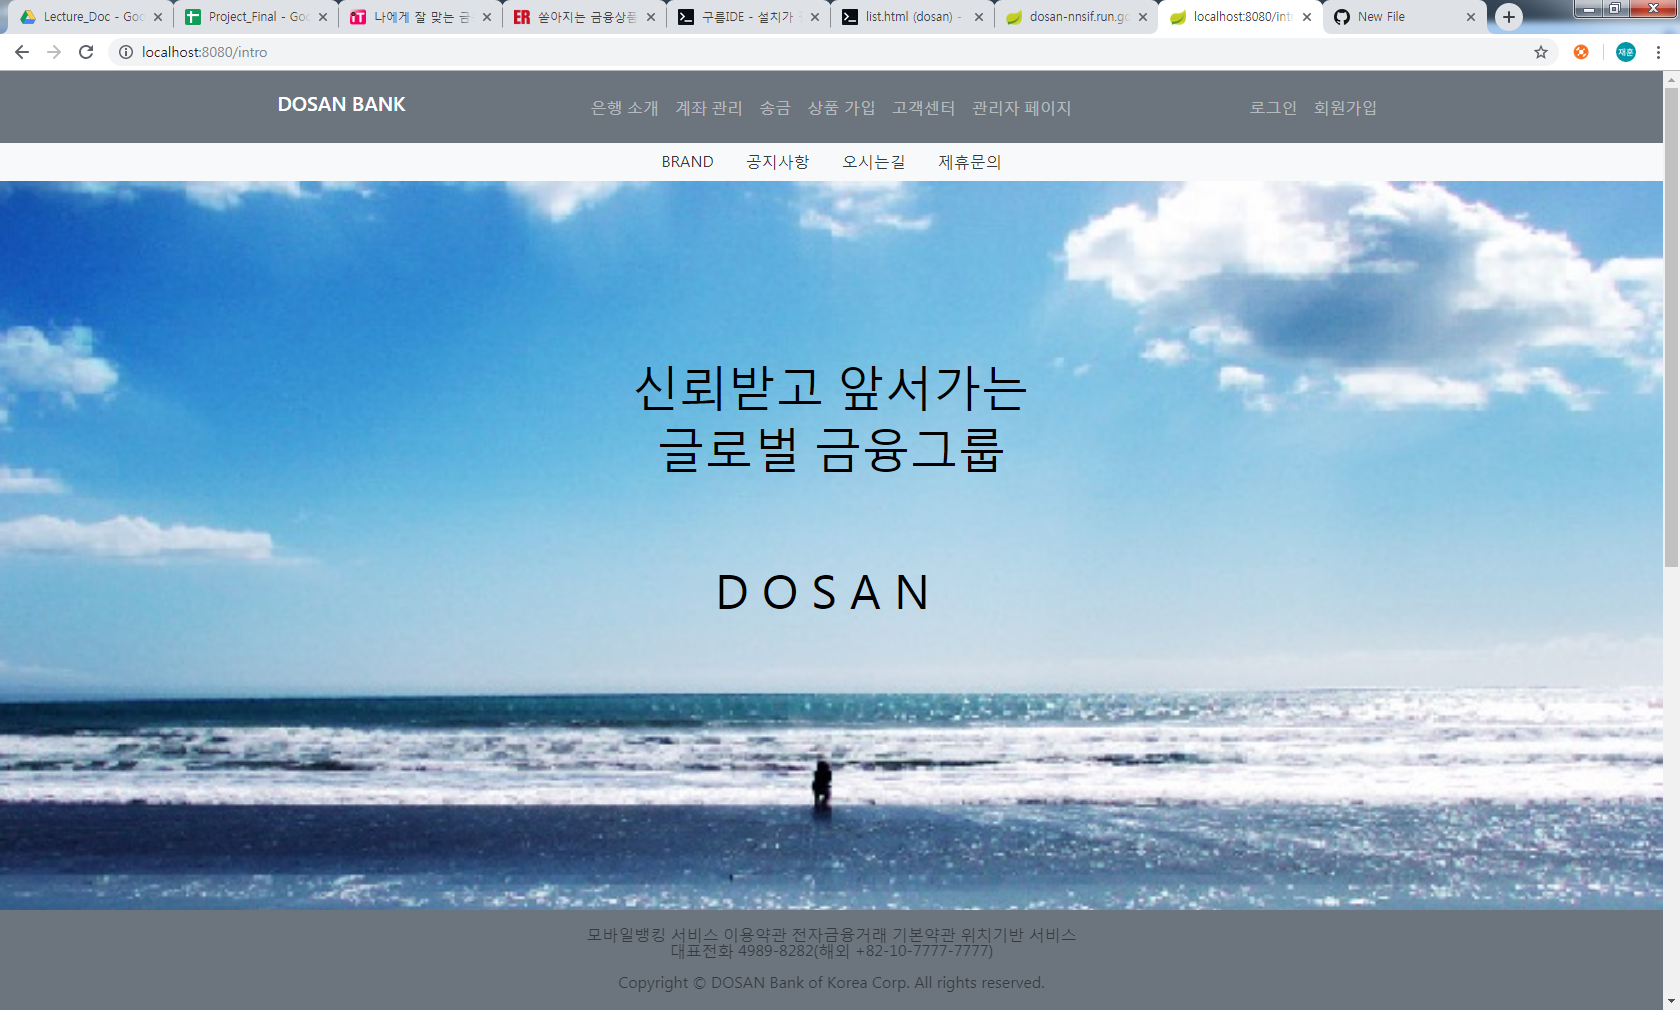 Lecture_Doc - Goo
Project_Final - Goo
나에게 잘 맞는 금
쏟아지는 금융상품
구름IDE - 설치가
list.html (dosan) -
dosan-nnsif.run.go
localhost:8080/intr
New File
localhost:8080/intro
재훈
DOSAN BANK
은행 소개 계좌 관리 송금 상품 가입 고객센터 관리자 페이지
로그인 회원가입
BRAND 공지사항 오시는길 제휴문의
신뢰받고 앞서가는
글로벌 금융그룹
D O S A N
모바일뱅킹 서비스 이용약관 전자금융거래 기본약관 위치기반 서비스
대표전화 4989-8282(해외 +82-10-7777-7777)
Copyright © DOSAN Bank of Korea Corp. All rights reserved.